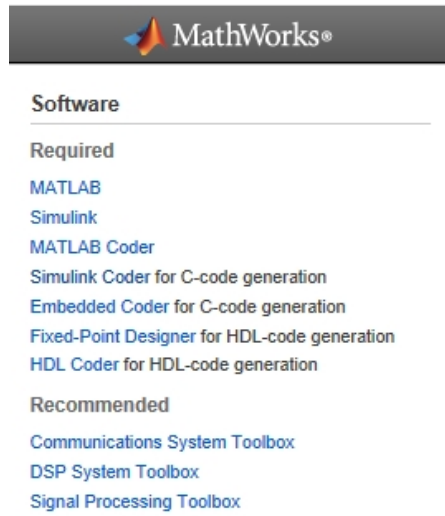 MathWorks®
Software
Required
MATLAB
Simulink
MATLAB Coder
Simulink Coder for C-code generation
Embedded Coder for C-code generation
Fixed-Point Designer for HDL-code generation
HDL Coder for HDL-code generation
Recommended
Communications System Toolbox
DSP System Toolbox
Signal Processing Toolbox